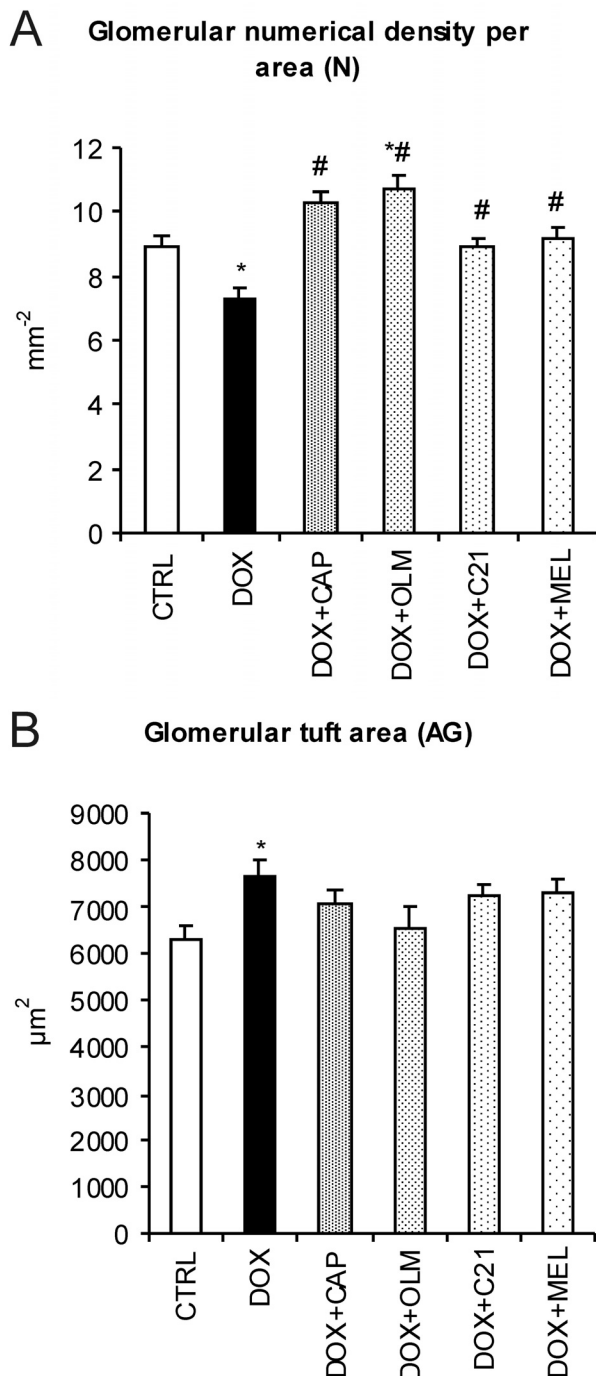 A
Glomerular numerical density per
area (N)
12
10
8
6
4
2
0
mm-2
#
*
*#
#
#
CTRL
DOX
DOX+CAP
DOX+OLM
DOX+C21
DOX+MEL
B
Glomerular tuft area (AG)
9000
8000
7000
6000
5000
4000
3000
2000
1000
0
µm2
*
CTRL
DOX
DOX+CAP
DOX+OLM
DOX+C21
DOX+MEL